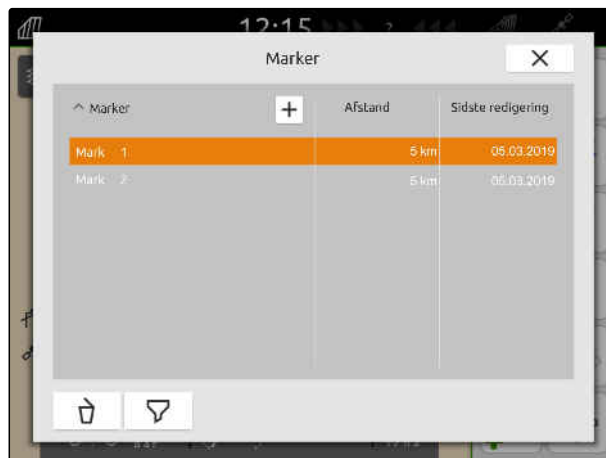 12:15
Marker
Marker + Afstand Sidste redigering
Mark 1 5 km 05.03.2019
Mark 2 5 km 05.03.2019